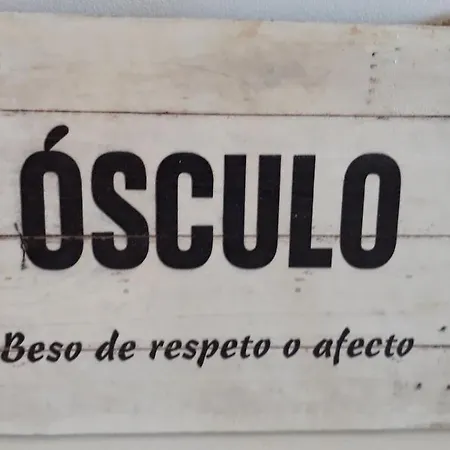 ÓSCULO
Beso de respeto o afecto